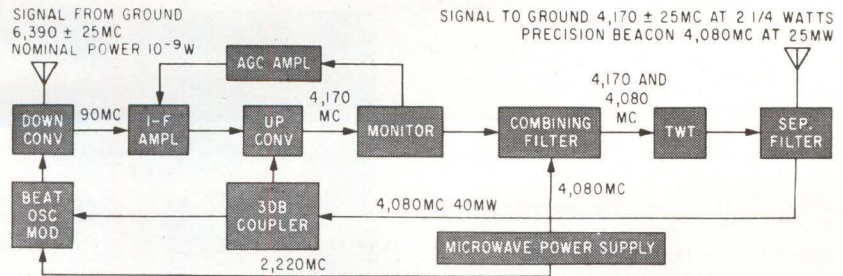 SIGNAL FROM GROUND
6,390 ± 25MC
NOMINAL POWER 10⁻⁹W
SIGNAL TO GROUND 4,170 ± 25MC AT 2 1/4 WATTS
PRECISION BEACON 4,080MC AT 25MW
AGC AMPL
4,170
MC
4,170 AND
4,080
MC
DOWN
CONV
90MC
I-F
AMPL
UP
CONV
MONITOR
COMBINING
FILTER
TWT
SEP.
FILTER
BEAT
OSC
MOD
3DB
COUPLER
4,080MC 40MW
4,080MC
MICROWAVE POWER SUPPLY
2,220MC